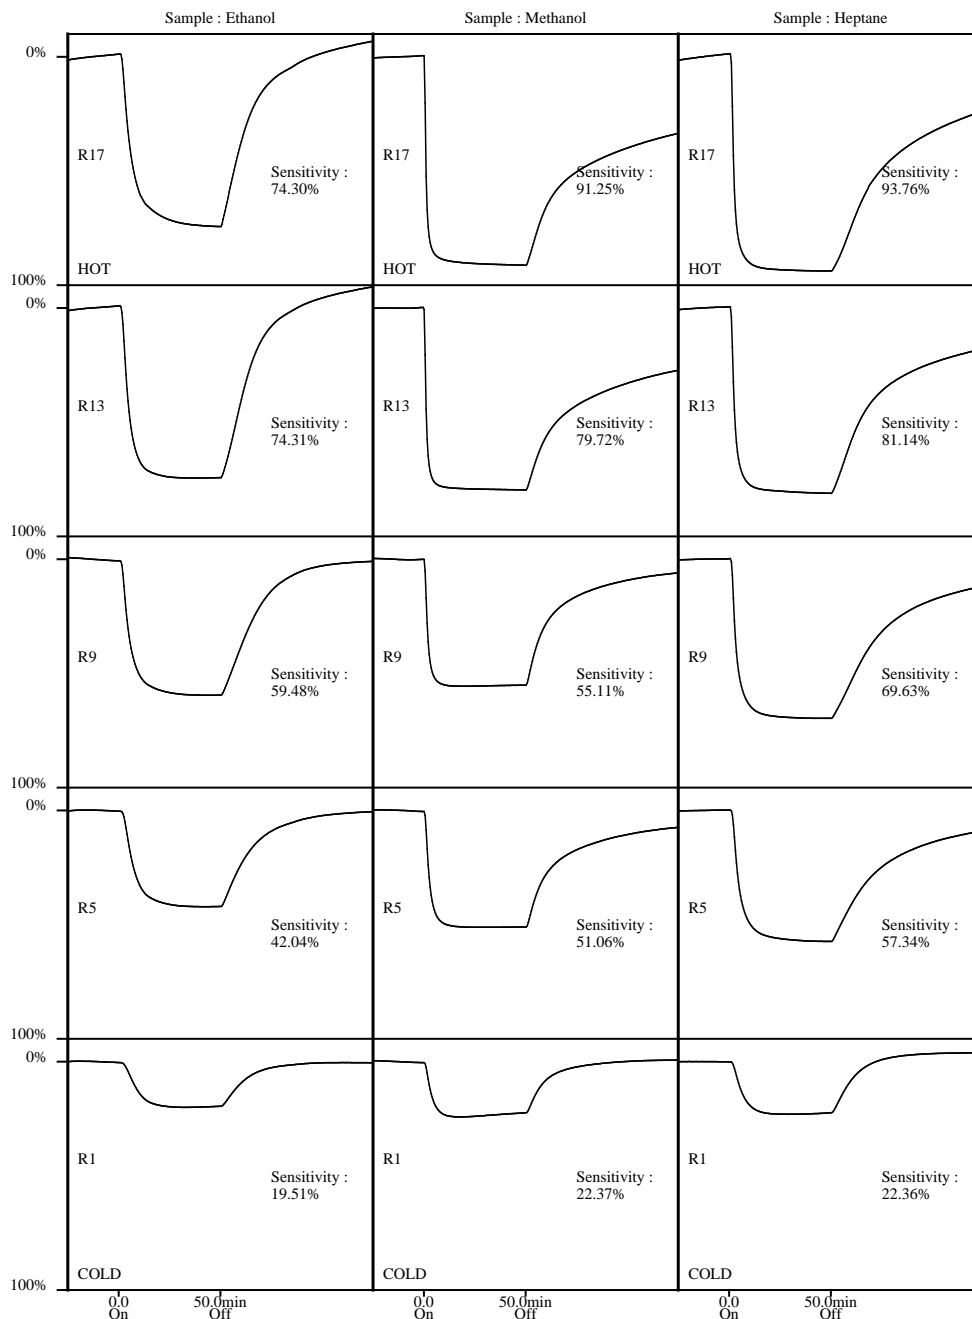 Sample : Ethanol
Sample : Methanol
Sample : Heptane
0%
R17
Sensitivity :
74.30%
HOT
R17
Sensitivity :
91.25%
HOT
R17
Sensitivity :
93.76%
HOT
100%
0%
R13
Sensitivity :
74.31%
R13
Sensitivity :
79.72%
R13
Sensitivity :
81.14%
100%
0%
R9
Sensitivity :
59.48%
R9
Sensitivity :
55.11%
R9
Sensitivity :
69.63%
100%
0%
R5
Sensitivity :
42.04%
R5
Sensitivity :
51.06%
R5
Sensitivity :
57.34%
100%
0%
R1
Sensitivity :
19.51%
COLD
R1
Sensitivity :
22.37%
COLD
R1
Sensitivity :
22.36%
COLD
100%
0.0
On
50.0min
Off
0.0
On
50.0min
Off
0.0
On
50.0min
Off